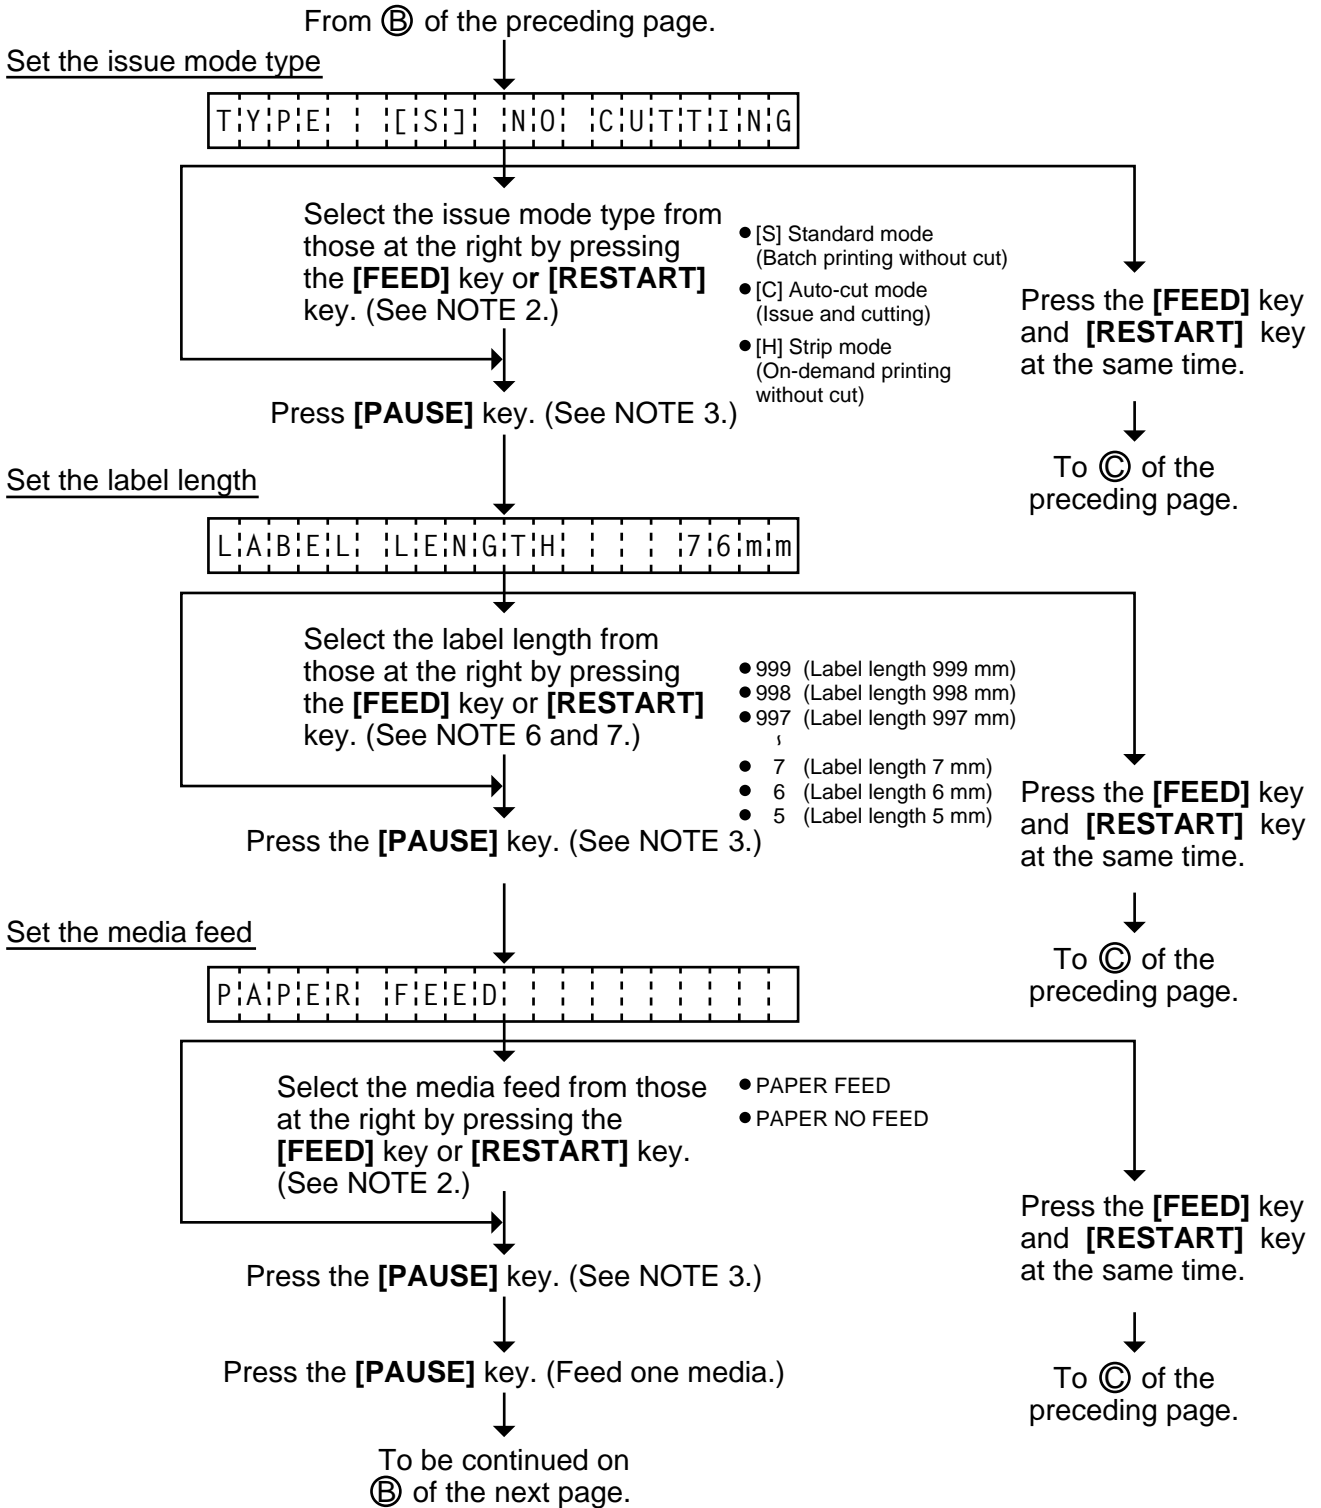 From Ⓑ of the preceding page.
Set the issue mode type
TYPE  [S] NO CUTTING
Select the issue mode type from
those at the right by pressing
the [FEED] key or [RESTART]
key. (See NOTE 2.)
● [S] Standard mode
(Batch printing without cut)
● [C] Auto-cut mode
(Issue and cutting)
● [H] Strip mode
(On-demand printing
without cut)
Press the [FEED] key
and [RESTART] key
at the same time.
To Ⓒ of the
preceding page.
Press [PAUSE] key. (See NOTE 3.)
Set the label length
LABEL LENGTH    76mm
Select the label length from
those at the right by pressing
the [FEED] key or [RESTART]
key. (See NOTE 6 and 7.)
● 999 (Label length 999 mm)
● 998 (Label length 998 mm)
● 997 (Label length 997 mm)
~
● 7 (Label length 7 mm)
● 6 (Label length 6 mm)
● 5 (Label length 5 mm)
Press the [FEED] key
and [RESTART] key
at the same time.
To Ⓒ of the
preceding page.
Press the [PAUSE] key. (See NOTE 3.)
Set the media feed
PAPER FEED
Select the media feed from those
at the right by pressing the
[FEED] key or [RESTART] key.
(See NOTE 2.)
● PAPER FEED
● PAPER NO FEED
Press the [FEED] key
and [RESTART] key
at the same time.
To Ⓒ of the
preceding page.
Press the [PAUSE] key. (See NOTE 3.)
Press the [PAUSE] key. (Feed one media.)
To be continued on
Ⓑ of the next page.